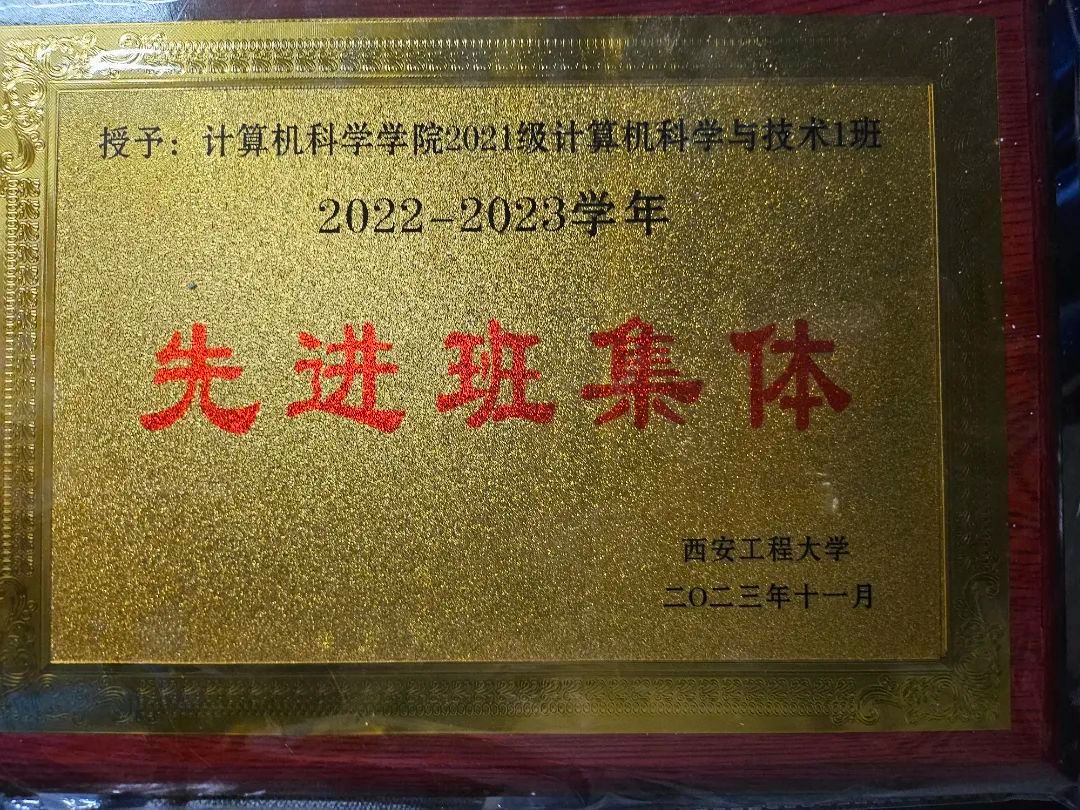 授予：计算机科学学院2021级计算机科学与技术1班
2022-2023学年
先进班集体
西安工程大学
二〇二三年十一月